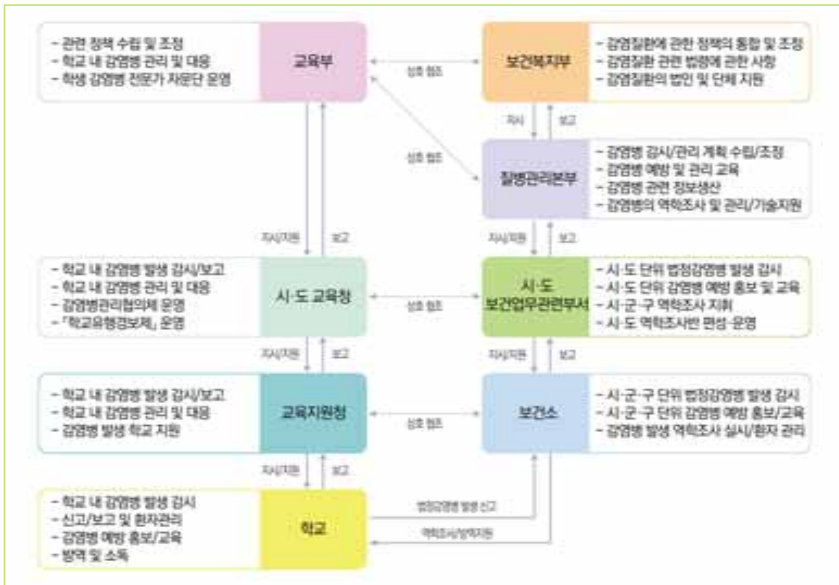 - 관련 정책 수립 및 조정
- 학교 내 감염병 관리 및 대응
- 학생 감염병 전문가 자문단 운영
교육부
상호 협조
보건복지부
- 감염질환에 관한 정책의 통합 및 조정
- 감염질환 관련 법령에 관한 사항
- 감염질환의 법인 및 단체 지원
지시
보고
상호 협조
질병관리본부
- 감염병 감시/관리 계획 수립/조정
- 감염병 예방 및 관리 교육
- 감염병 관련 정보생산
- 감염병의 역학조사 및 관리/기술지원
지시/지원
보고
지시/지원
보고
- 학교 내 감염병 발생 감시/보고
- 학교 내 감염병 관리 및 대응
- 감염병관리협의체 운영
- 「학교유행경보제」 운영
시·도 교육청
상호 협조
시·도
보건업무관련부서
- 시·도 단위 법정감염병 발생 감시
- 시·도 단위 감염병 예방 홍보 및 교육
- 시·군·구 역학조사 지휘
- 시·도 역학조사반 편성·운영
지시/지원
보고
지시/지원
보고
- 학교 내 감염병 발생 감시/보고
- 학교 내 감염병 관리 및 대응
- 감염병 발생 학교 지원
교육지원청
상호 협조
보건소
- 시·군·구 단위 법정감염병 발생 감시
- 시·군·구 단위 감염병 예방 홍보/교육
- 감염병 발생 역학조사 실시/환자 관리
지시/지원
보고
- 학교 내 감염병 발생 감시
- 신고/보고 및 환자관리
- 감염병 예방 홍보/교육
- 방역 및 소독
학교
법정감염병 발생 신고
역학조사/방역지원